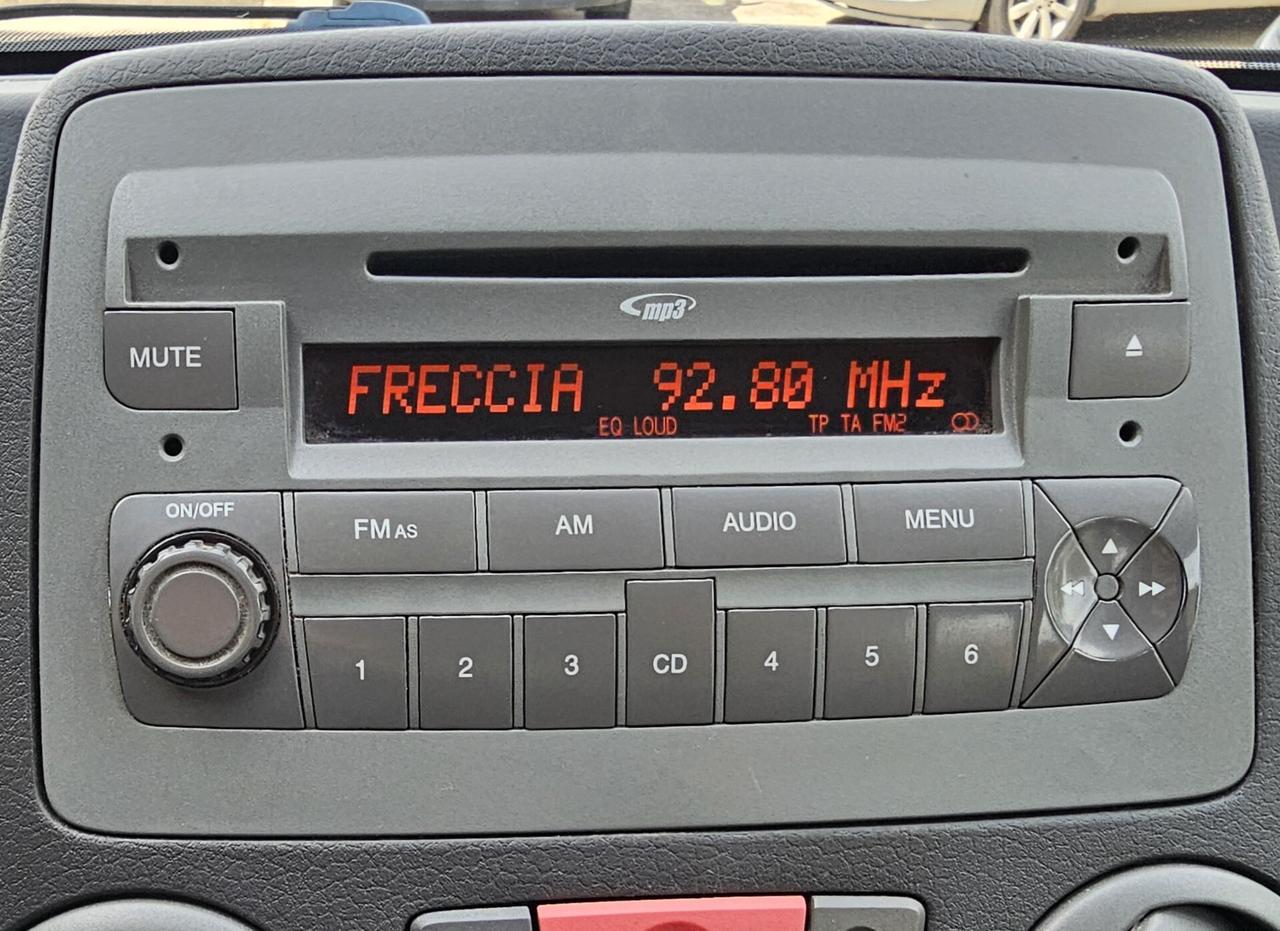 mp3
MUTE
FRECCIA 92.80 MHz
EQ LOUD TP TA FM2
ON/OFF
FM AS AM AUDIO MENU
1 2 3 CD 4 5 6